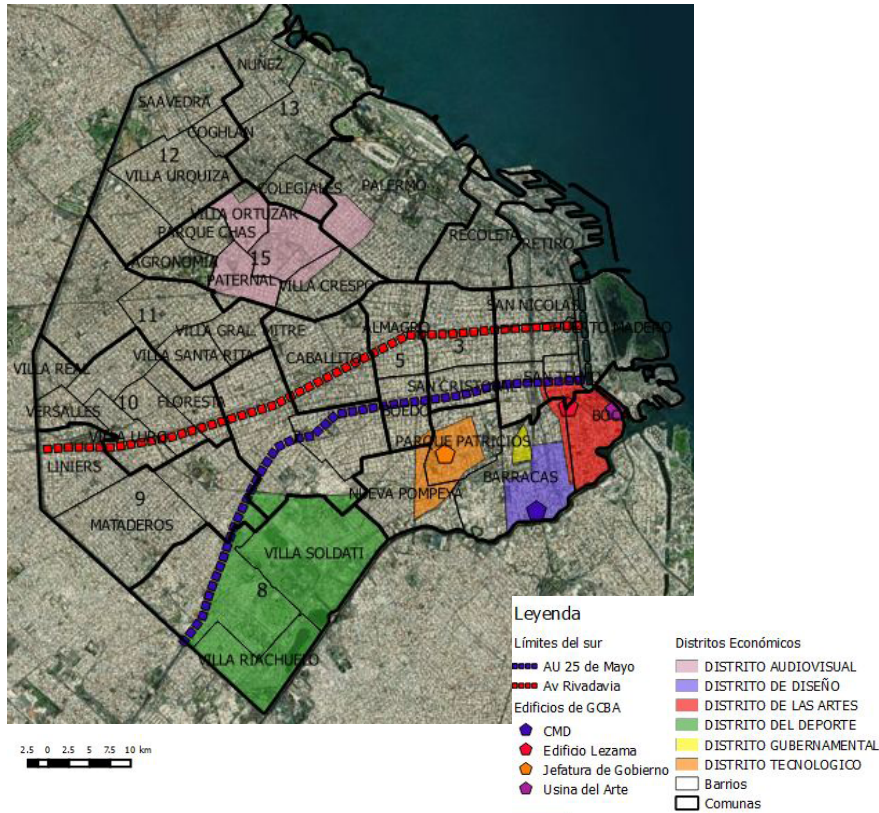 NUÑEZ
SAAVEDRA
13
COGHLAN
12
VILLA URQUIZA
COLEGIALES
PALERMO
VILLA ORTUZAR
PARQUE CHAS
RECOLETA
RETIRO
AGRONOMIA
15
PATERNAL
VILLA CRESPO
SAN NICOLAS
11
ALMAGRO
PUERTO MADERO
VILLA GRAL. MITRE
3
VILLA SANTA RITA
CABALLITO
5
VILLA REAL
SAN CRISTOBAL
SAN TELMO
10
FLORESTA
VERSALLES
BOEDO
BOCA
VILLA LURO
PARQUE PATRICIOS
LINIERS
BARRACAS
9
NUEVA POMPEYA
MATADEROS
VILLA SOLDATI
8
VILLA RIACHUELO
Leyenda
Límites del sur
AU 25 de Mayo
Av Rivadavia
Edificios de GCBA
CMD
Edificio Lezama
Jefatura de Gobierno
Usina del Arte
Distritos Económicos
DISTRITO AUDIOVISUAL
DISTRITO DE DISEÑO
DISTRITO DE LAS ARTES
DISTRITO DEL DEPORTE
DISTRITO GUBERNAMENTAL
DISTRITO TECNOLOGICO
Barrios
Comunas
2.5 0 2.5 5 7.5 10 km